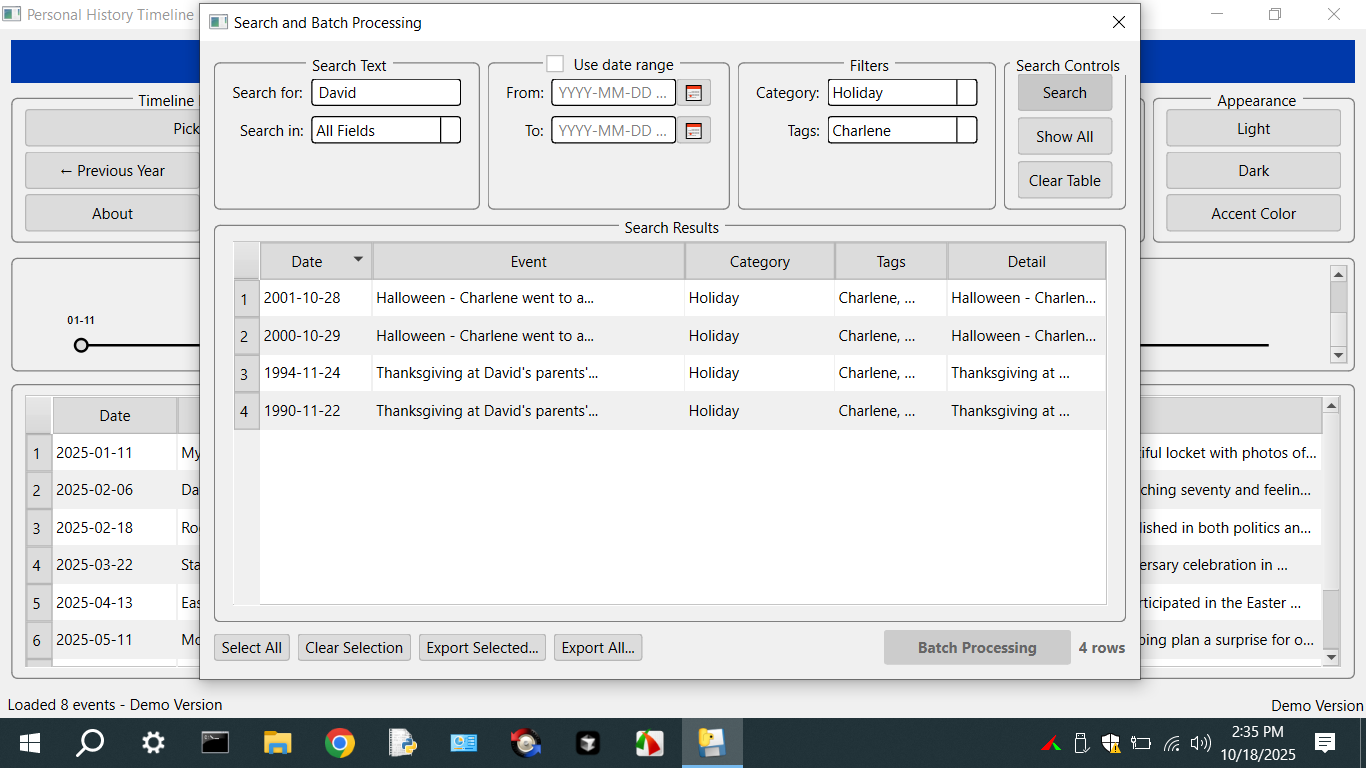 Personal History Timeline
Search and Batch Processing
Search Text
Search for: David
Search in: All Fields
Use date range
From: YYYY-MM-DD ...
To: YYYY-MM-DD ...
Filters
Category: Holiday
Tags: Charlene
Search Controls
Search
Show All
Clear Table
Timeline
Pick
← Previous Year
About
Appearance
Light
Dark
Accent Color
Search Results
Date Event Category Tags Detail
1 2001-10-28 Halloween - Charlene went to a... Holiday Charlene, ... Halloween - Charlen...
2 2000-10-29 Halloween - Charlene went to a... Holiday Charlene, ... Halloween - Charlen...
3 1994-11-24 Thanksgiving at David's parents'... Holiday Charlene, ... Thanksgiving at ...
4 1990-11-22 Thanksgiving at David's parents'... Holiday Charlene, ... Thanksgiving at ...
01-11
Date
1 2025-01-11 My iful locket with photos of...
2 2025-02-06 Da ching seventy and feelin...
3 2025-02-18 Ro lished in both politics an...
4 2025-03-22 Sta ersary celebration in ...
5 2025-04-13 Eas rticipated in the Easter ...
6 2025-05-11 Mo ping plan a surprise for o...
Select All
Clear Selection
Export Selected...
Export All...
Batch Processing
4 rows
Loaded 8 events - Demo Version
Demo Version
2:35 PM
10/18/2025